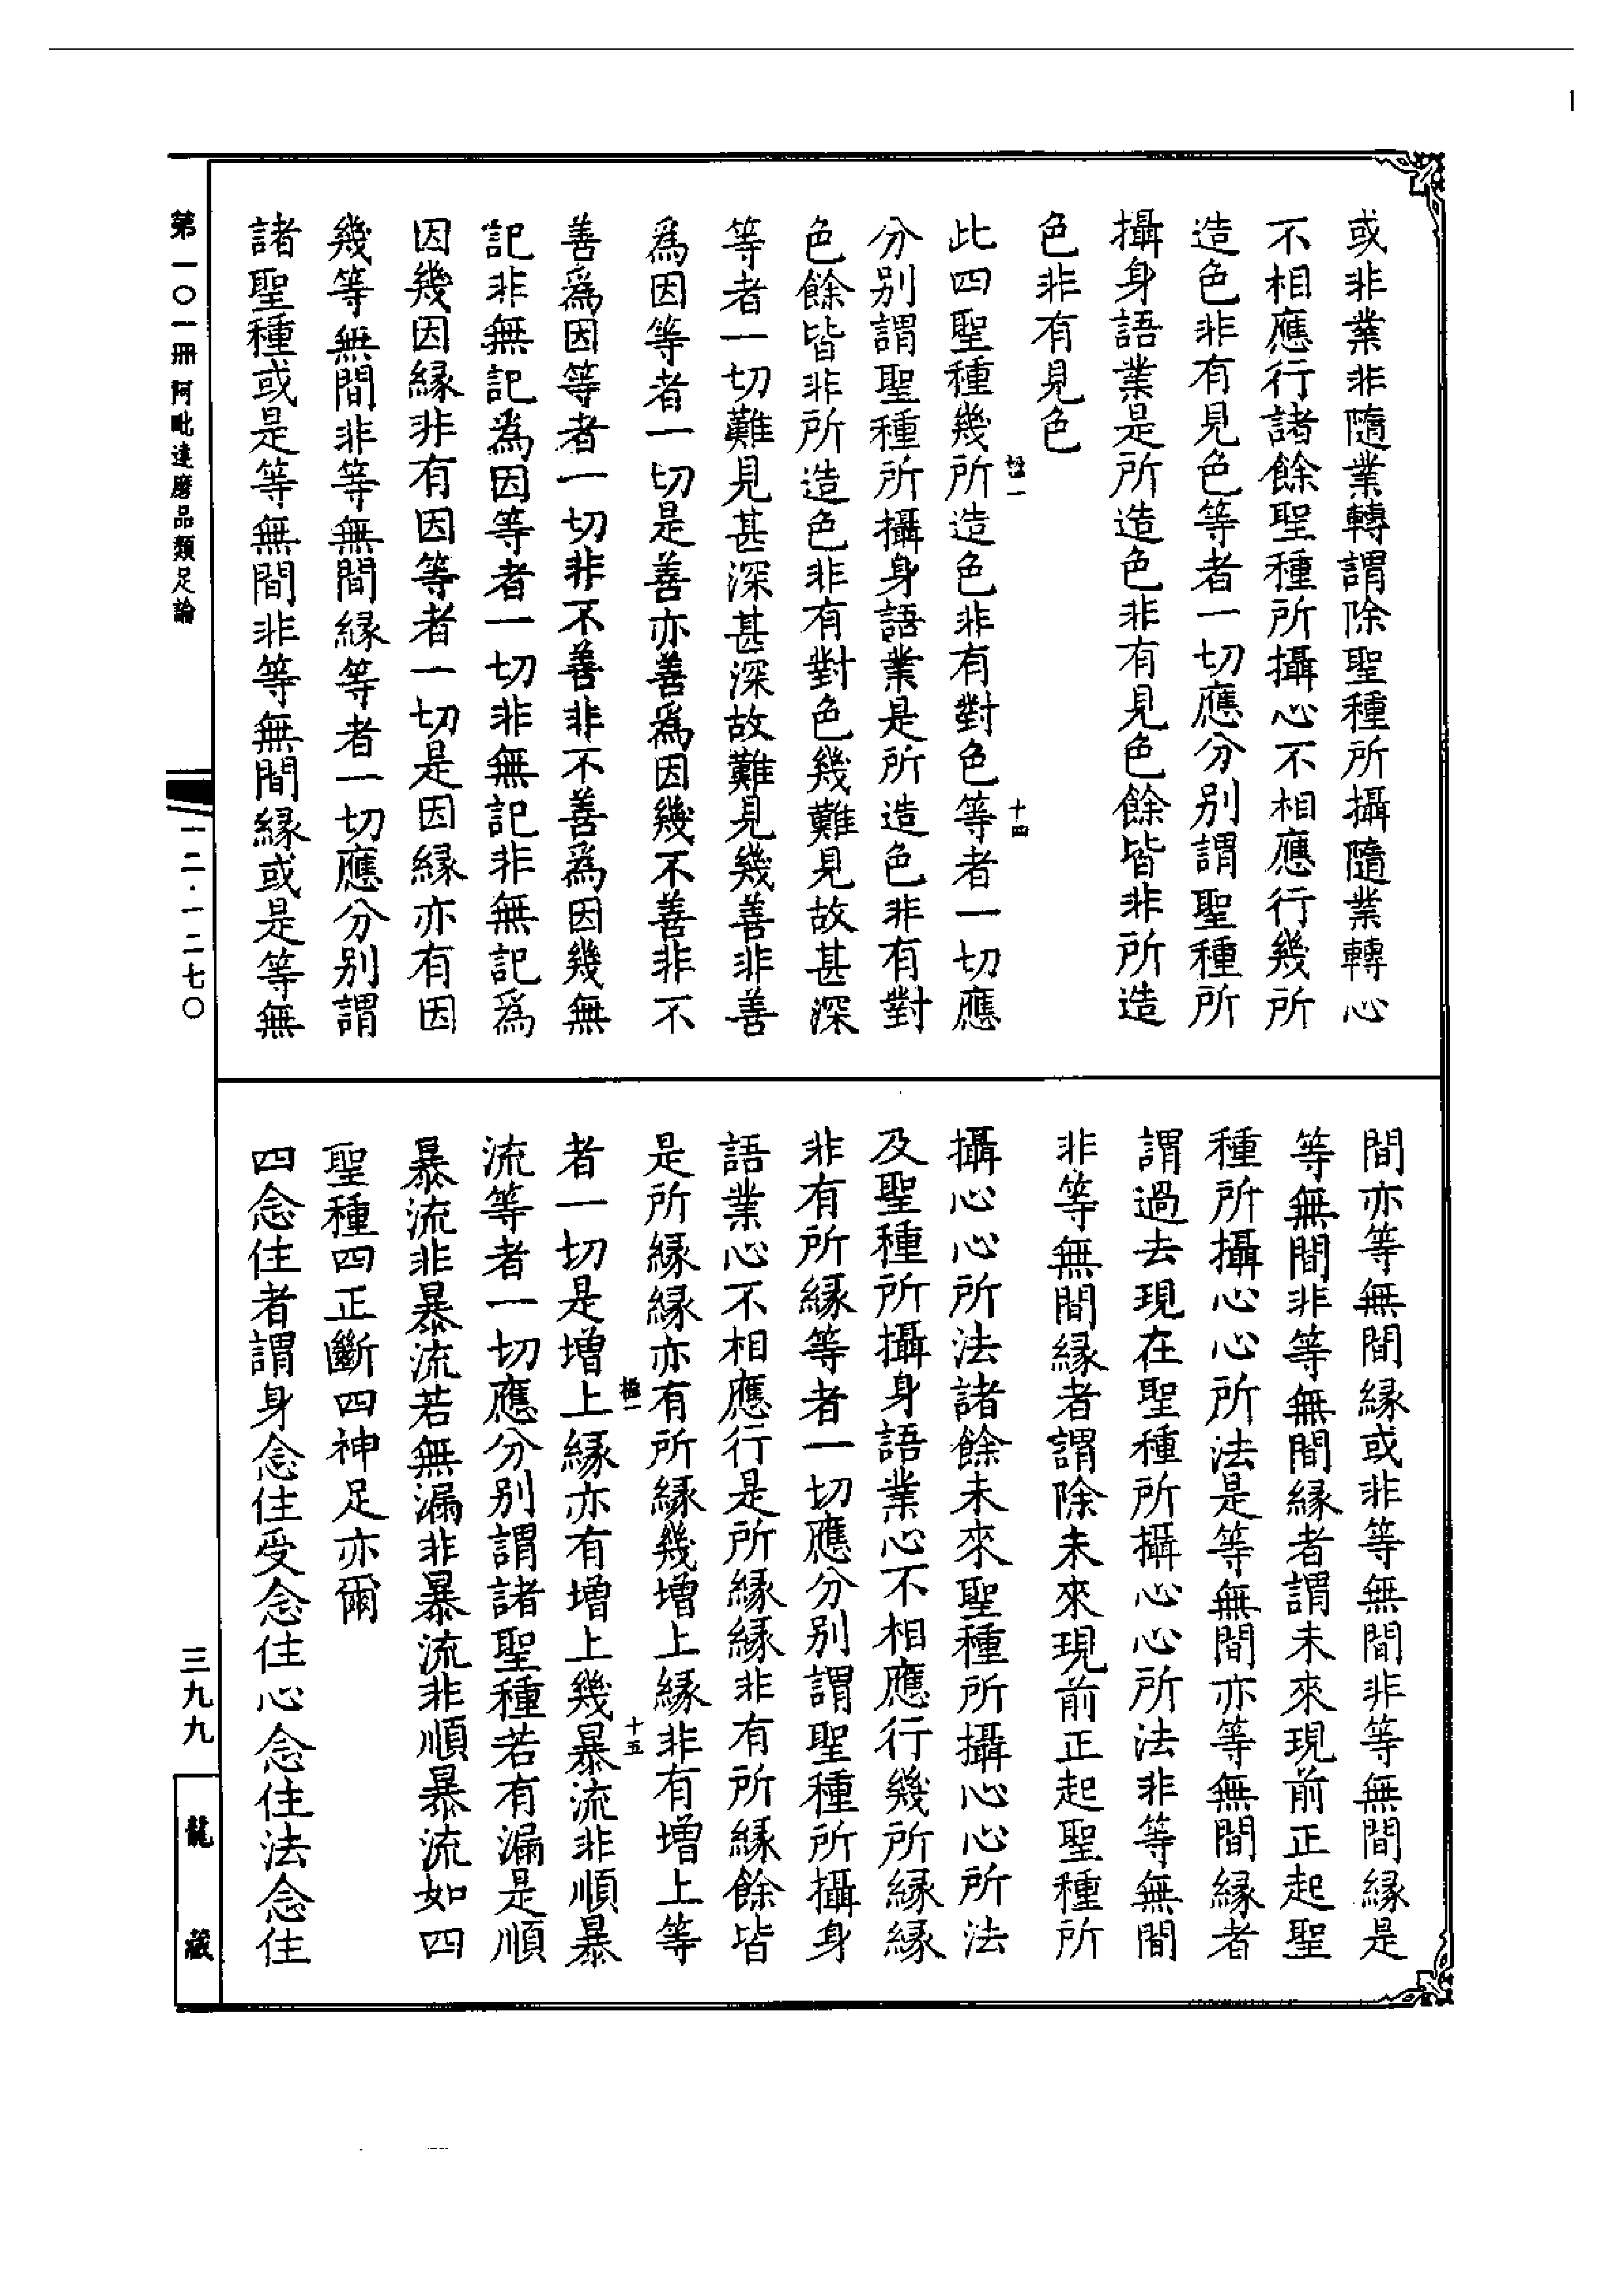 1
或非業非隨業轉謂除聖種所攝隨業轉心
不相應行諸餘聖種所攝心不相應行幾所
造色非有見色等者一切應分別謂聖種所
攝身語業是所造色非有見色餘皆非所造
色非有見色
此四聖種幾所造色非有對色等者一切應
分別謂聖種所攝身語業是所造色非有對
色餘皆非所造色非有對色幾難見故甚深
等者一切難見甚深甚深故難見幾善非善
為因等者一切是善亦善為因幾不善非不
善為因等者一切非不善非不善為因幾無
記非無記為因等者一切非無記非無記為
因幾因緣非有因等者一切是因緣亦有因
幾等無間非等無間緣等者一切應分別謂
諸聖種或是等無間非等無間緣或是等無
間亦等無間緣或非等無間非等無間緣是
等無間非等無間緣者謂未來現前正起聖
種所攝心心所法是等無間亦等無間緣者
謂過去現在聖種所攝心心所法非等無間
非等無間緣者謂除未來現前正起聖種所
攝心心所法諸餘未來聖種所攝心心所法
及聖種所攝身語業心不相應行幾所緣緣
非有所緣等者一切應分別謂聖種所攝身
語業心不相應行是所緣緣非有所緣餘皆
是所緣緣亦有所緣幾增上緣非有增上等
者一切是增上緣亦有增上幾暴流非順暴
流等者一切應分別謂諸聖種若有漏是順
暴流非暴流若無漏非暴流非順暴流如四
聖種四正斷四神足亦爾
四念住者謂身念住受念住心念住法念住
十四
十五
第一〇一冊 阿毗達磨品類足論
一二·一二七〇
三九九
龍藏